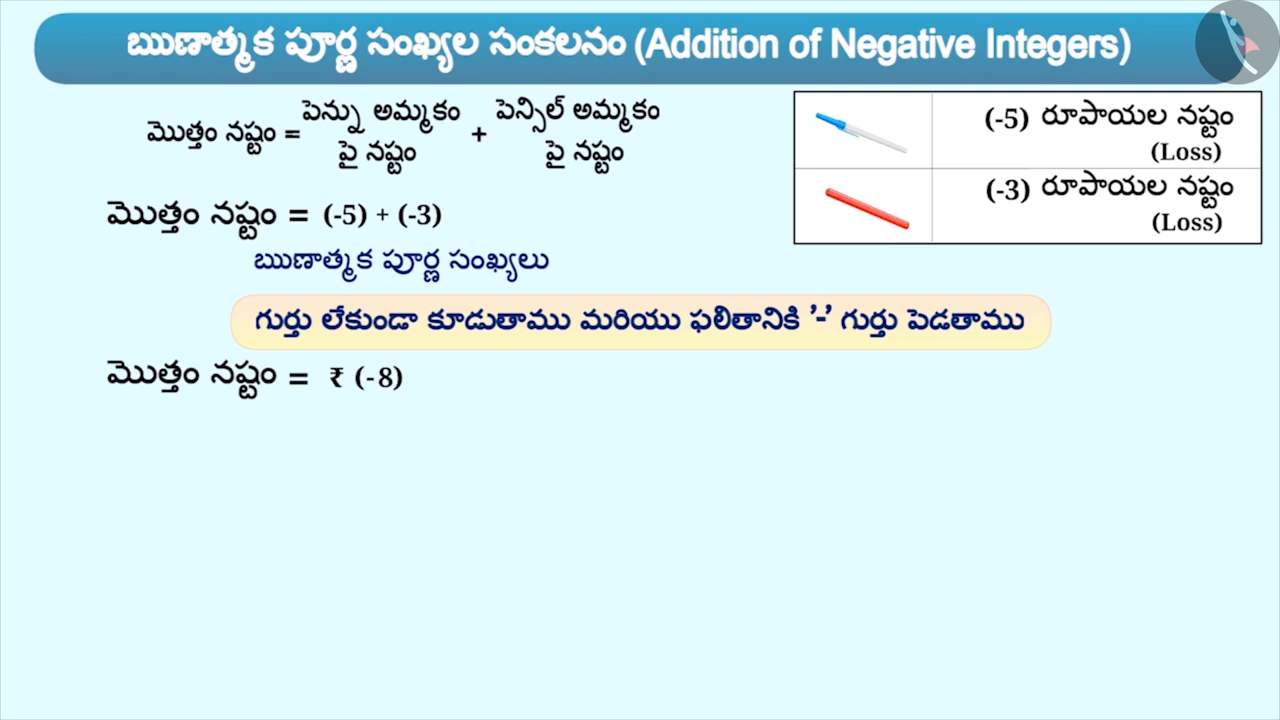 ఋణాత్మక పూర్ణ సంఖ్యల సంకలనం (Addition of Negative Integers)
మొత్తం నష్టం = పెన్ను అమ్మకం పై నష్టం + పెన్సిల్ అమ్మకం పై నష్టం
(-5) రూపాయల నష్టం
(Loss)
(-3) రూపాయల నష్టం
(Loss)
మొత్తం నష్టం = (-5) + (-3)
ఋణాత్మక పూర్ణ సంఖ్యలు
గుర్తు లేకుండా కూడుతాము మరియు ఫలితానికి '-' గుర్తు పెడతాము
మొత్తం నష్టం = ₹ (-8)